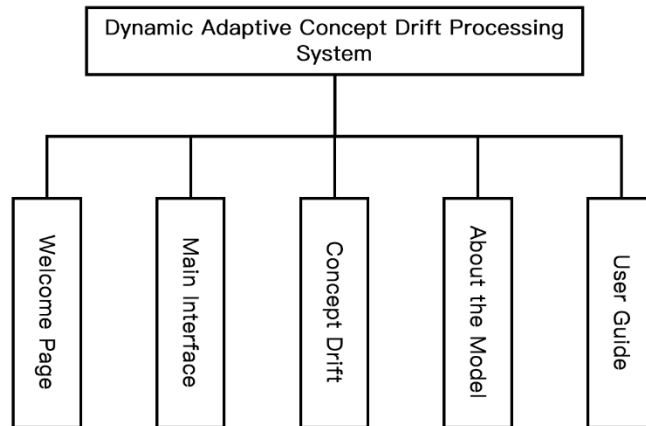 Dynamic Adaptive Concept Drift Processing
System
Welcome Page
Main Interface
Concept Drift
About the Model
User Guide